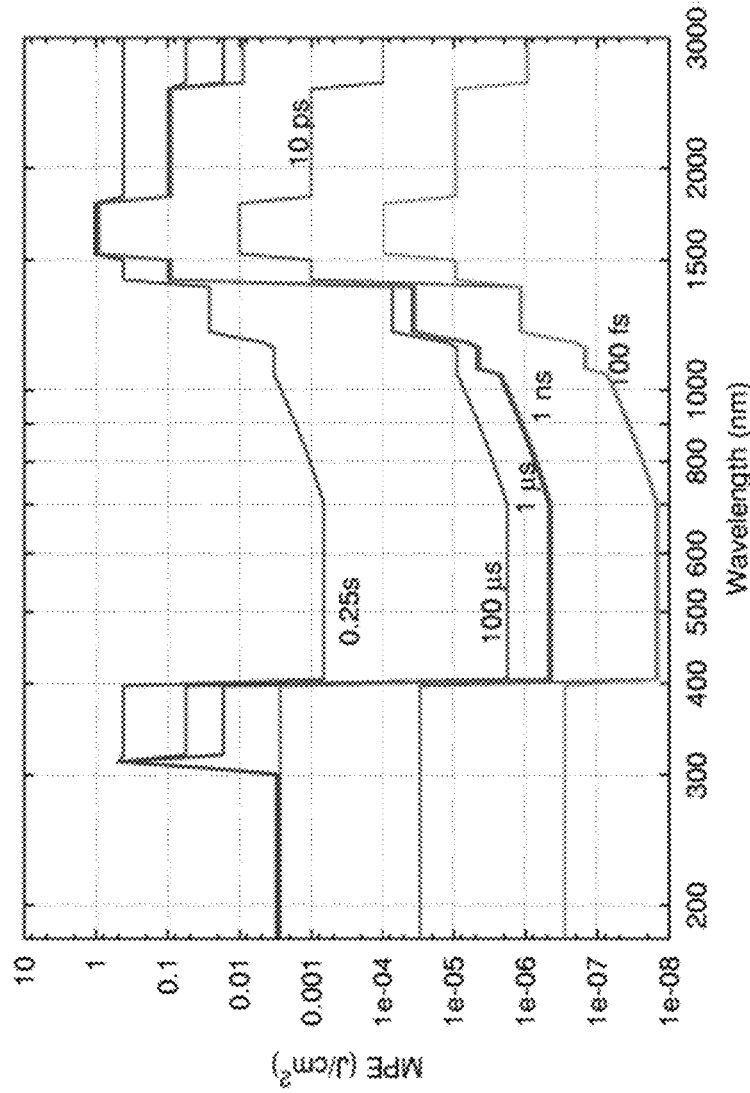 MPE (J/cm²)
10
1
0.1
0.01
0.001
1e-04
1e-05
1e-06
1e-07
1e-08
0.25s
100 µs
1 µs
1 ns
10 ps
100 fs
200
300
400
500
600
800
1000
1500
2000
3000
Wavelength (nm)